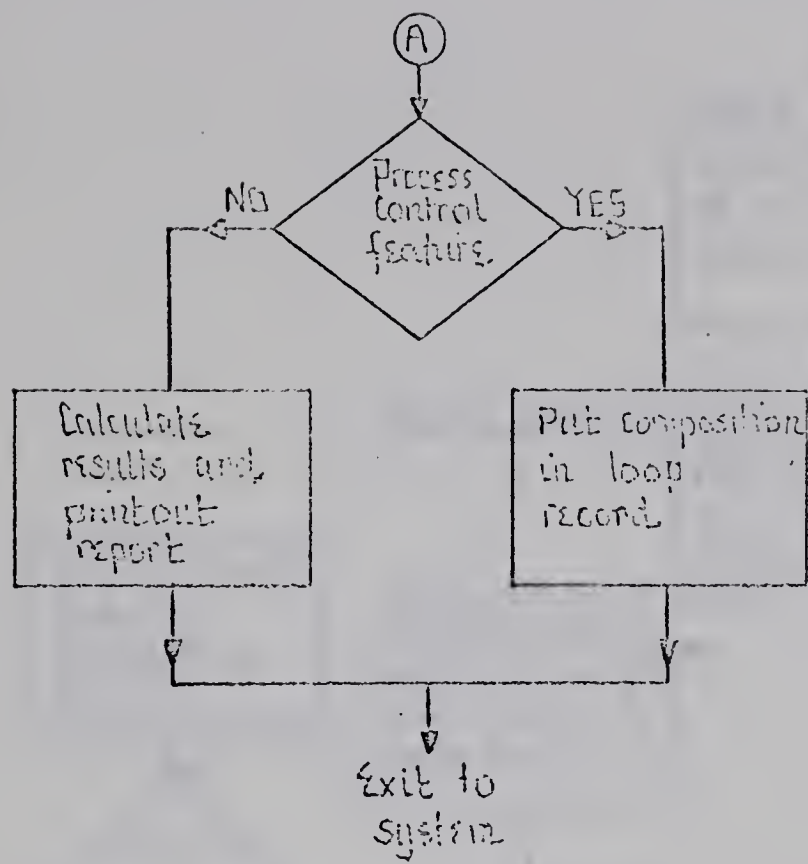 A
Process
control
feature
NO
YES
Calculate
results and
printout
report
Put composition
in loop
record
Exit to
system